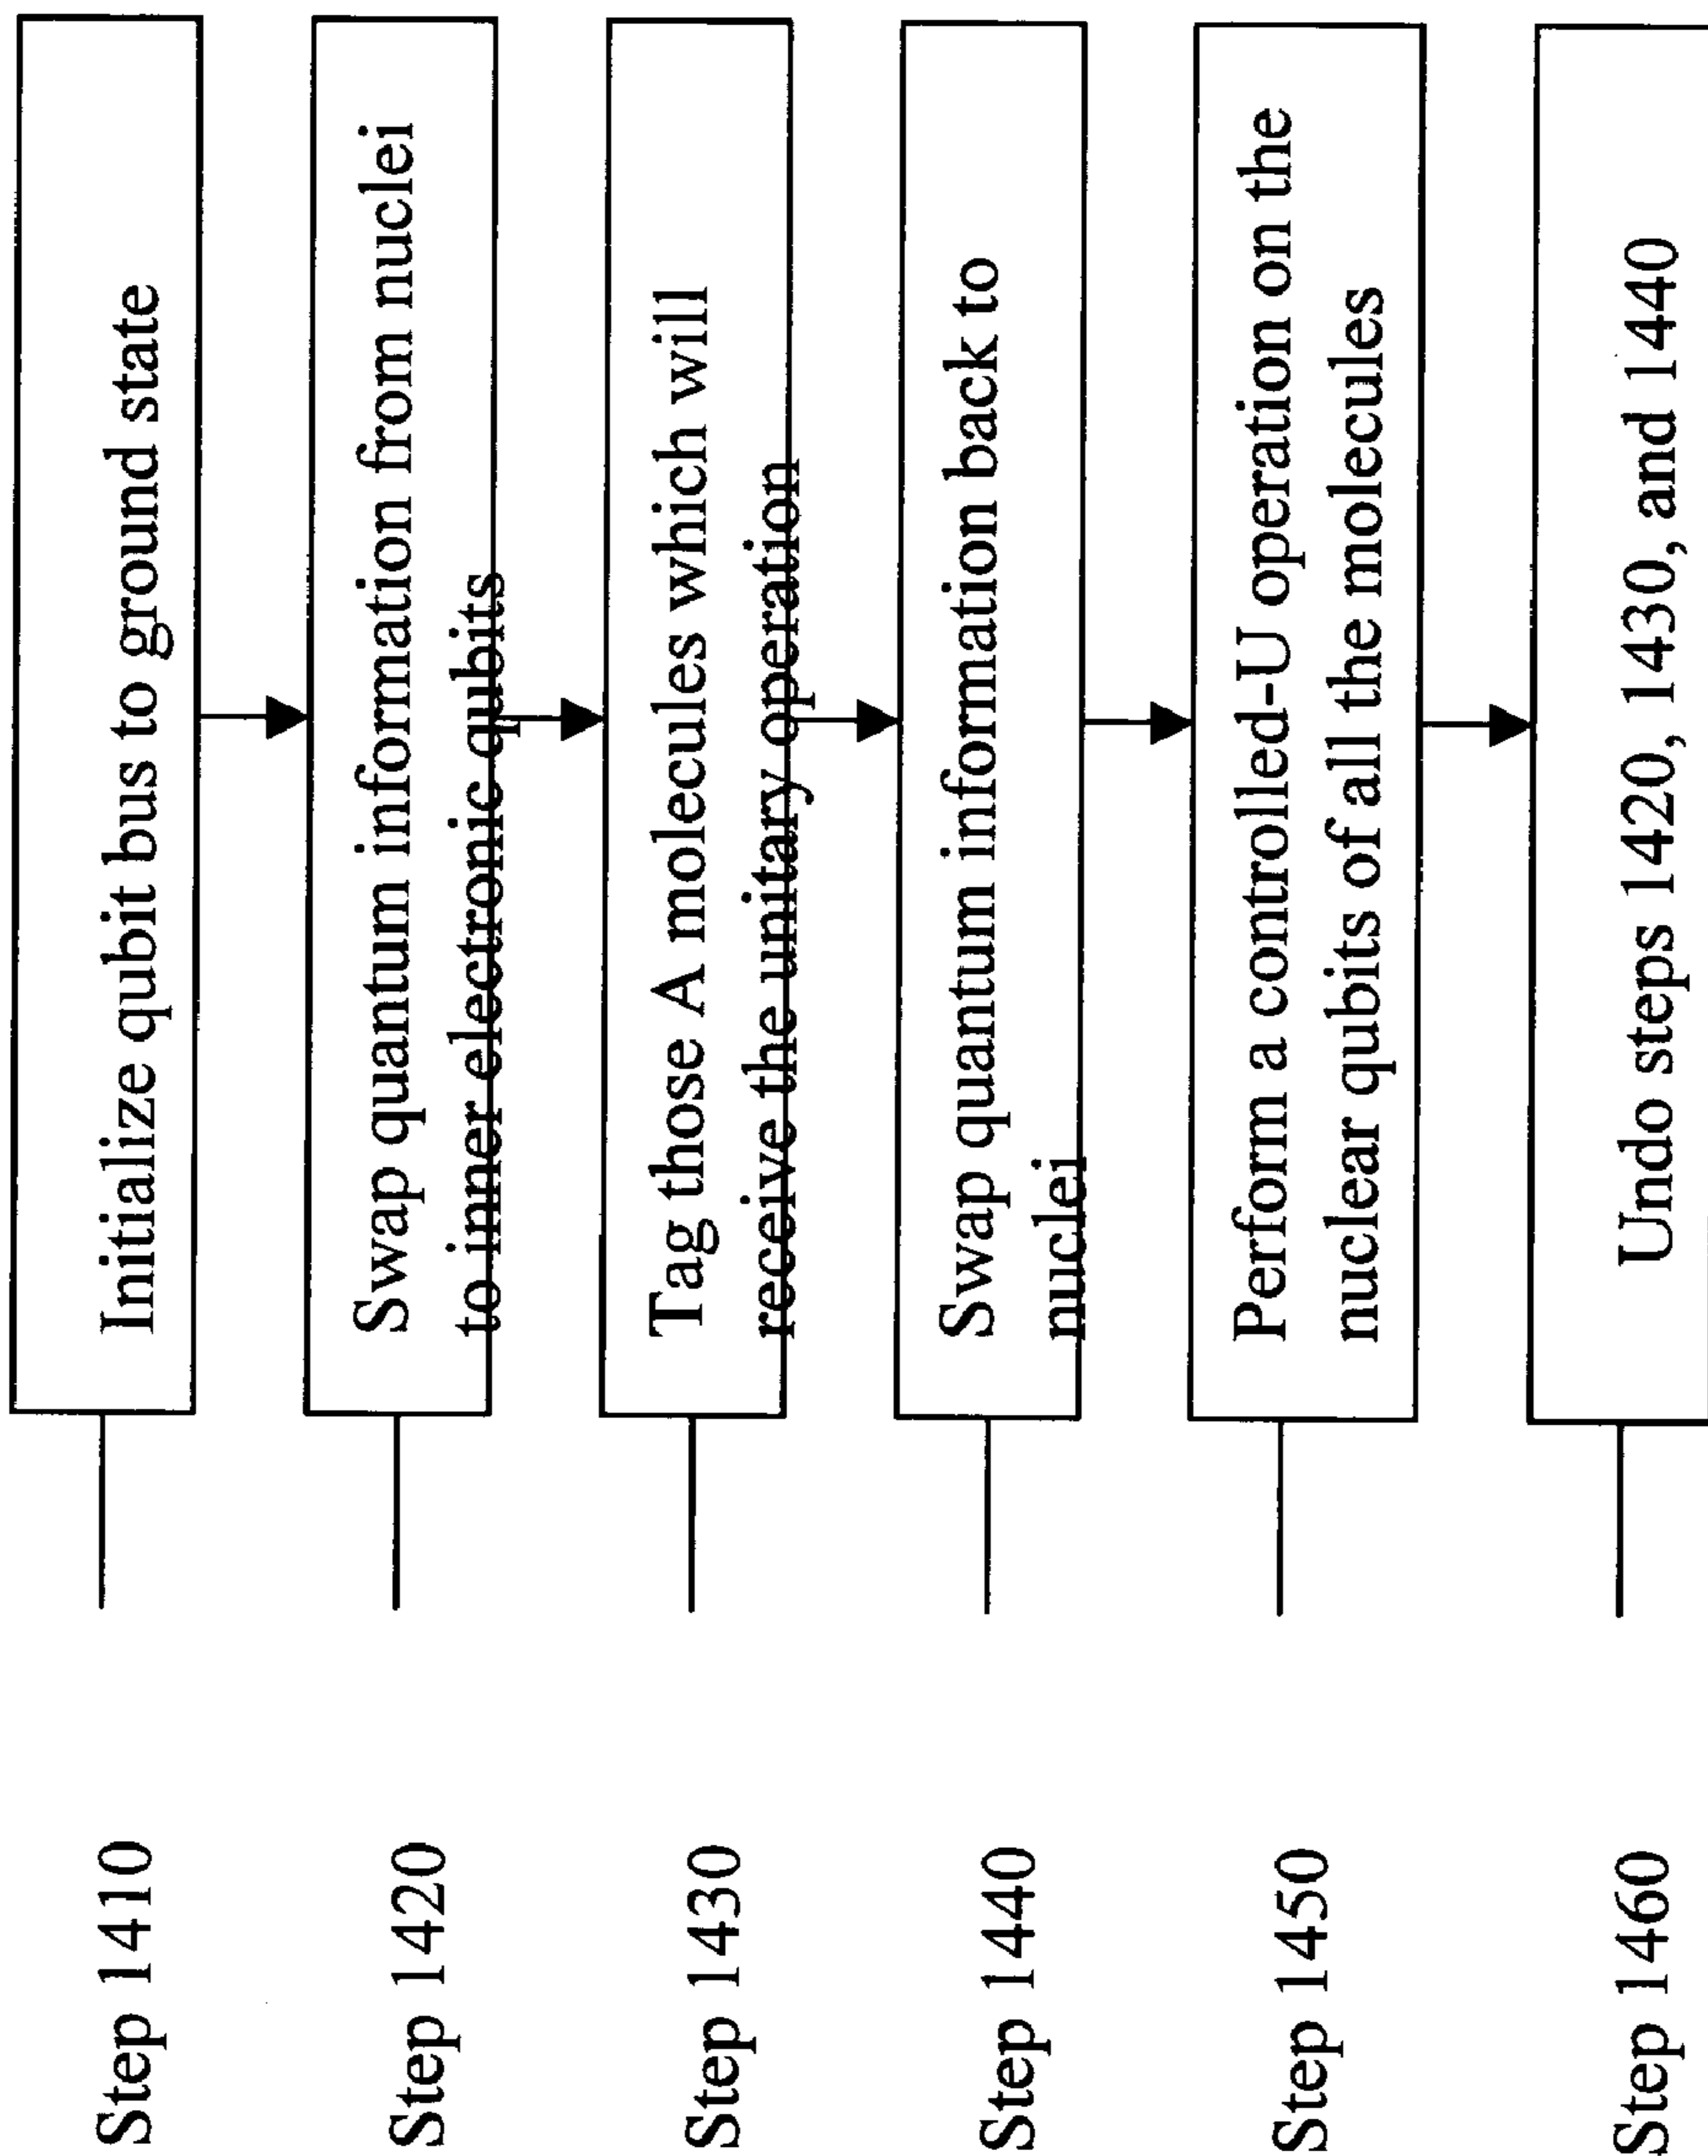 Step 1410
Initialize qubit bus to ground state
Step 1420
Swap quantum information from nuclei
to inner electronic qubits
Step 1430
Tag those A molecules which will
receive the unitary operation
Step 1440
Swap quantum information back to
nuclei
Step 1450
Perform a controlled-U operation on the
nuclear qubits of all the molecules
Step 1460
Undo steps 1420, 1430, and 1440